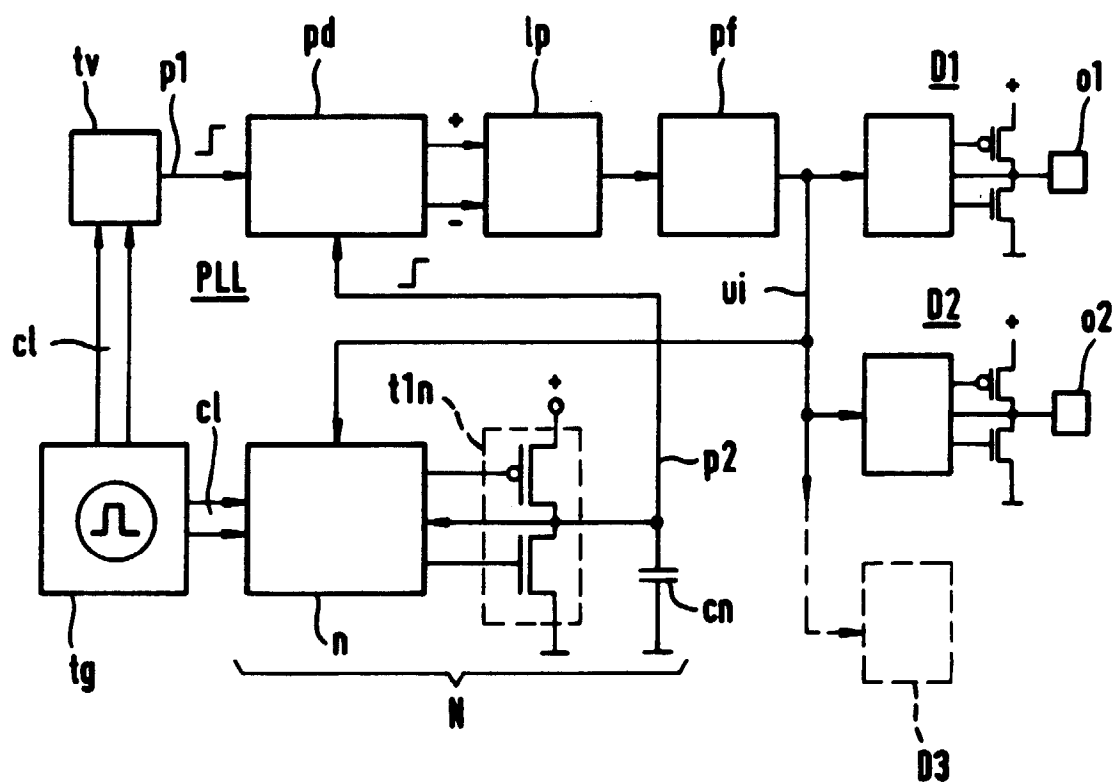 tv
p1
pd
lp
pf
D1
+
o1
+
-
PLL
ui
D2
+
o2
cl
cl
t1n
+
p2
cn
tg
n
N
D3